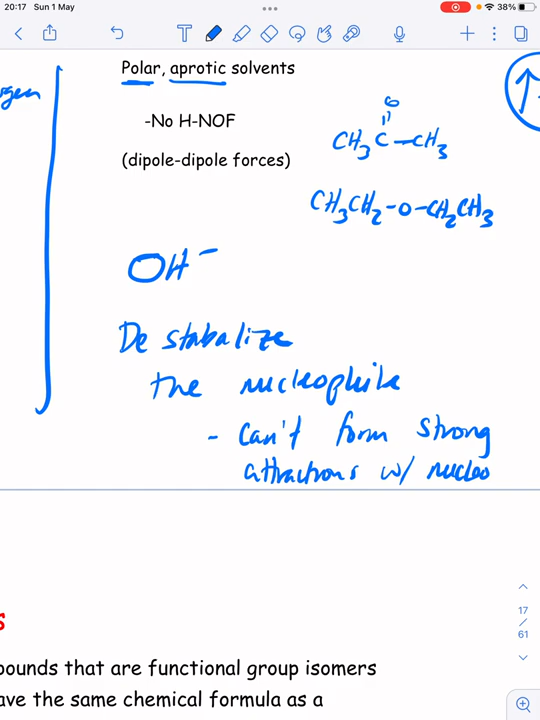 20:17 Sun 1 May
38%
Polar, aprotic solvents
-No H-NOF
(dipole-dipole forces)
O
CH3 C-CH3
CH3CH2-O-CH2CH3
OH-
De stabalize
the nucleophile
- Can't form strong
attractions w/ nucleo
17
/
61
pounds that are functional group isomers
ave the same chemical formula as a